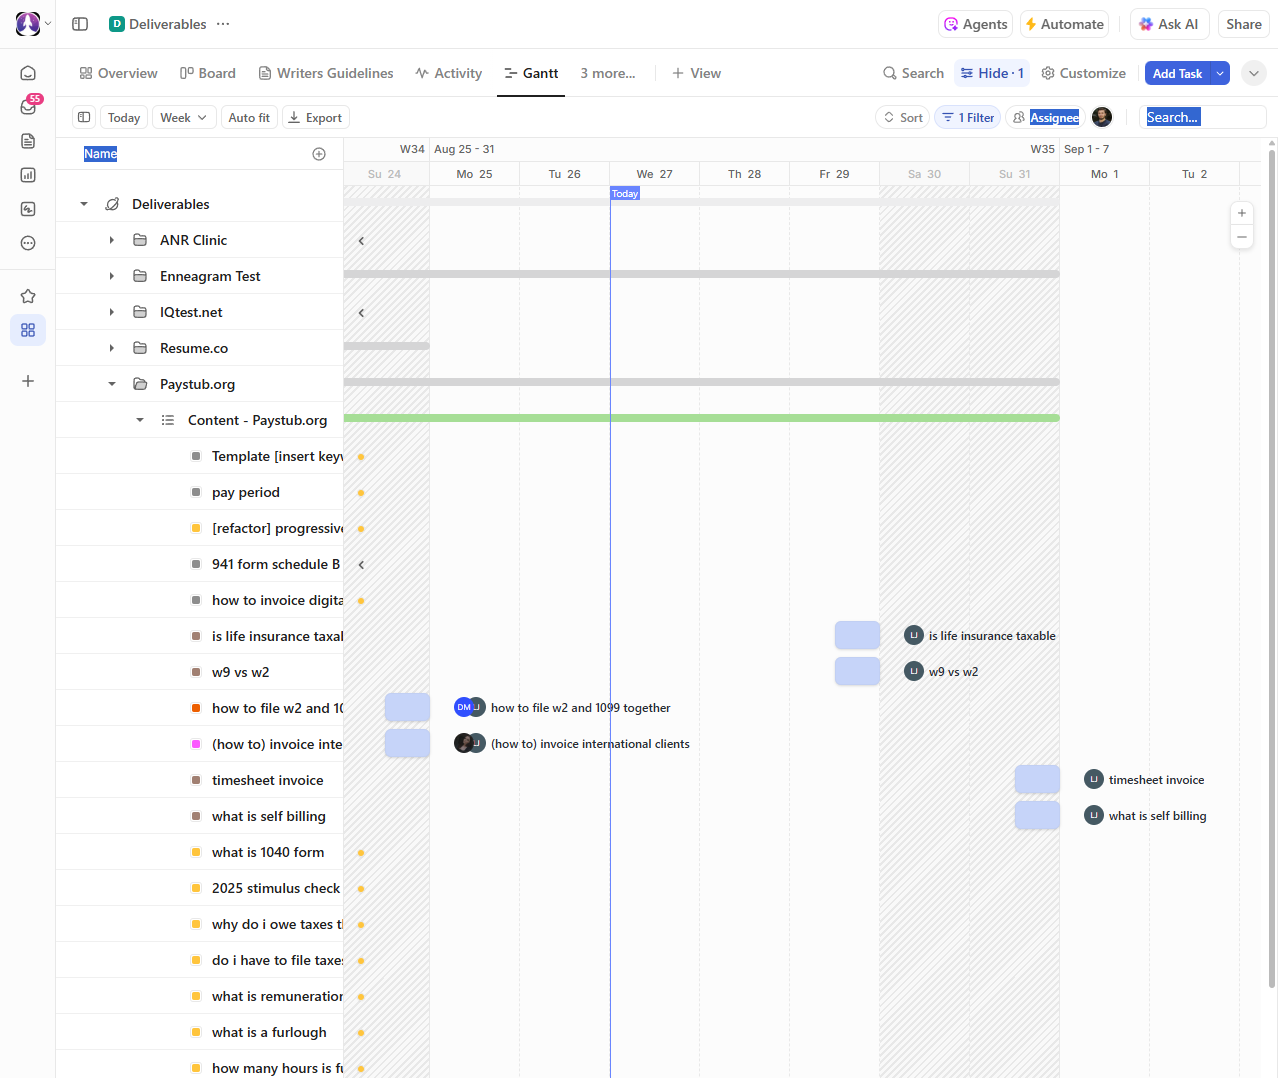 D Deliverables ...
Agents
Automate
Ask AI
Share
55
Overview
Board
Writers Guidelines
Activity
Gantt
3 more...
+ View
Search
Hide · 1
Customize
Add Task
Today
Week
Auto fit
Export
Sort
1 Filter
Assignee
Search...
Name
W34
Aug 25 - 31
W35
Sep 1 - 7
Su 24
Mo 25
Tu 26
We 27
Th 28
Fr 29
Sa 30
Su 31
Mo 1
Tu 2
Today
Deliverables
ANR Clinic
Enneagram Test
IQtest.net
Resume.co
Paystub.org
Content - Paystub.org
Template [insert keyw
pay period
[refactor] progressive
941 form schedule B
how to invoice digita
is life insurance taxal
LJ is life insurance taxable
w9 vs w2
LJ w9 vs w2
how to file w2 and 10
DM LJ how to file w2 and 1099 together
(how to) invoice inte
LJ (how to) invoice international clients
timesheet invoice
LJ timesheet invoice
what is self billing
LJ what is self billing
what is 1040 form
2025 stimulus check
why do i owe taxes t
do i have to file taxes
what is remuneration
what is a furlough
how many hours is fu